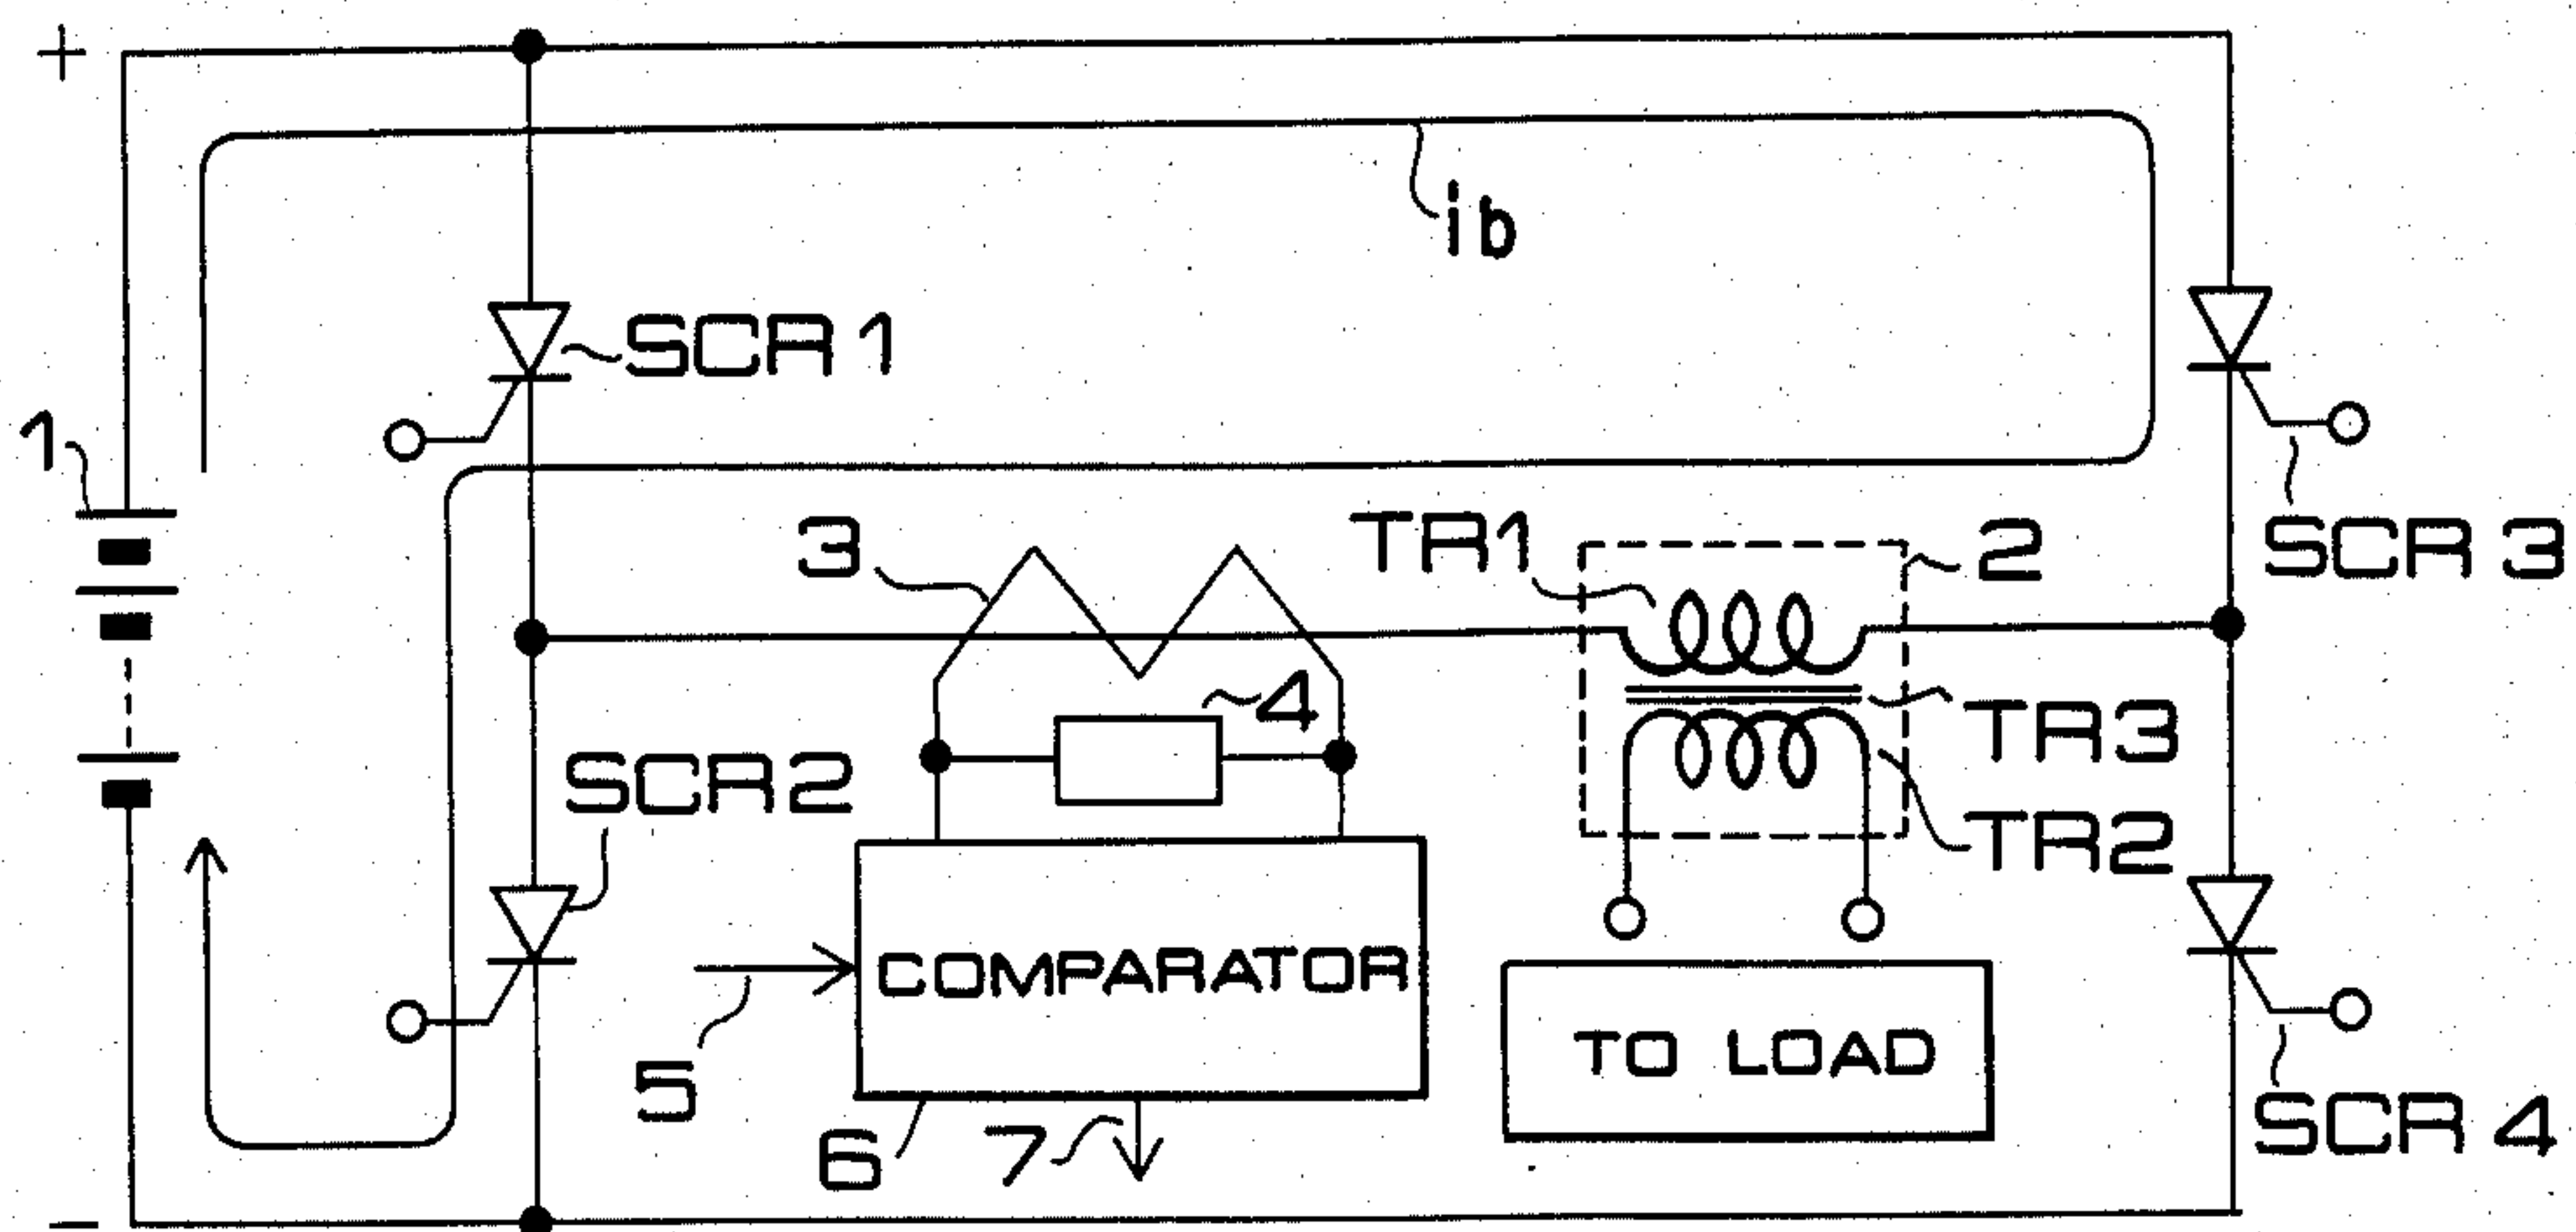 +
ib
SCR 1
1
3
TR1
2
SCR 3
4
TR3
SCR2
TR2
COMPARATOR
5
TO LOAD
6
7
SCR 4
−